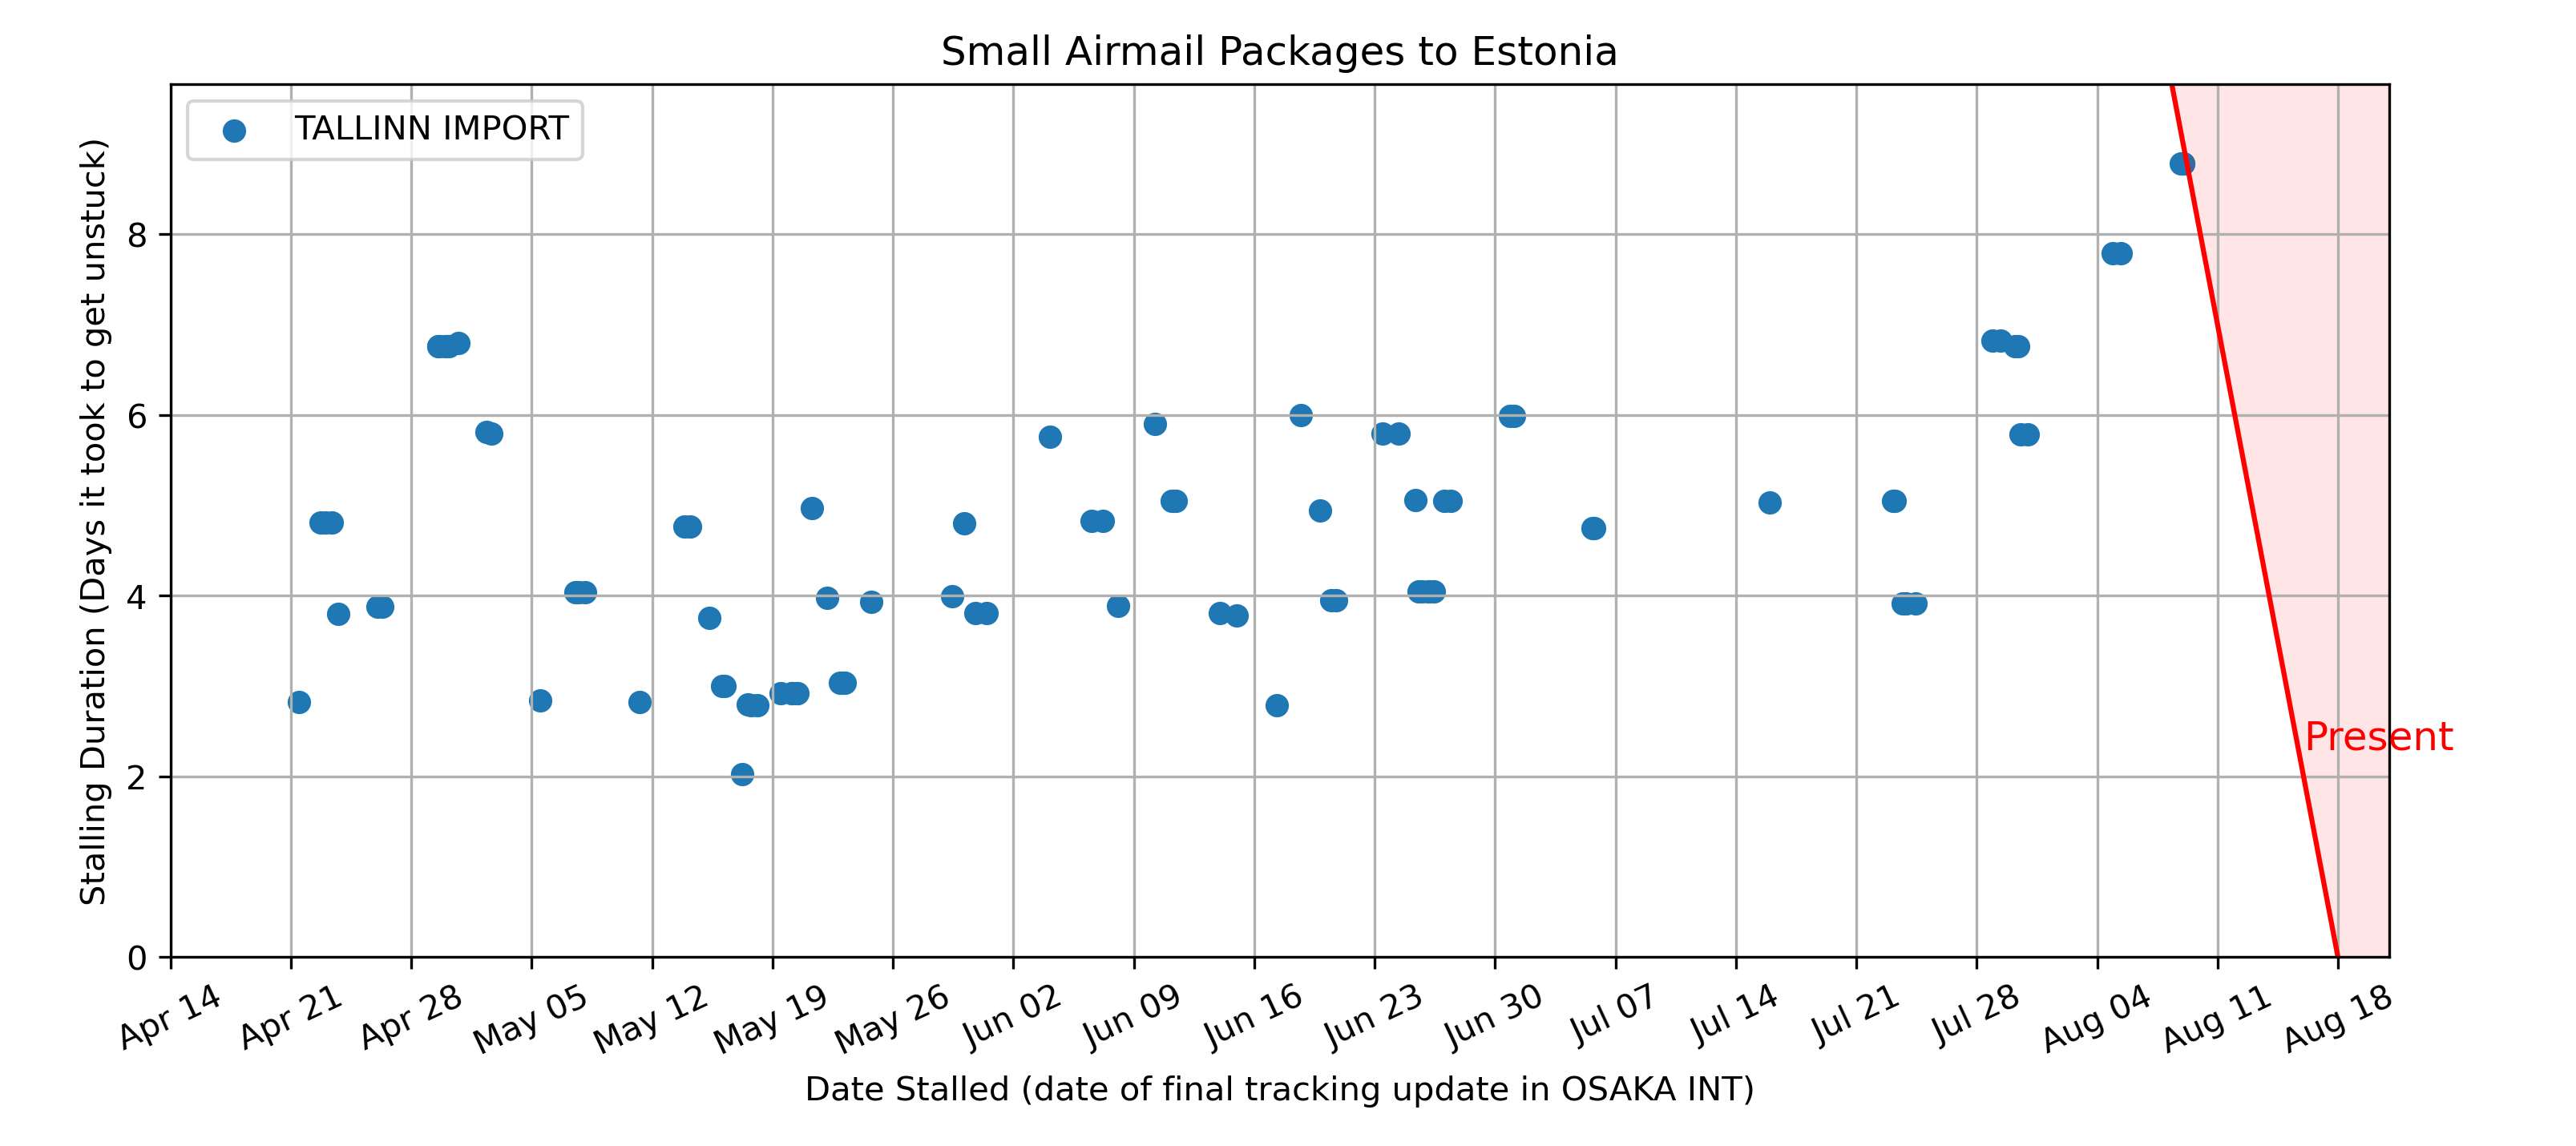 Small Airmail Packages to Estonia
TALLINN IMPORT
Stalling Duration (Days it took to get unstuck)
8
6
4
2
0
Present
Apr 14 Apr 21 Apr 28 May 05 May 12 May 19 May 26 Jun 02 Jun 09 Jun 16 Jun 23 Jun 30 Jul 07 Jul 14 Jul 21 Jul 28 Aug 04 Aug 11 Aug 18
Date Stalled (date of final tracking update in OSAKA INT)